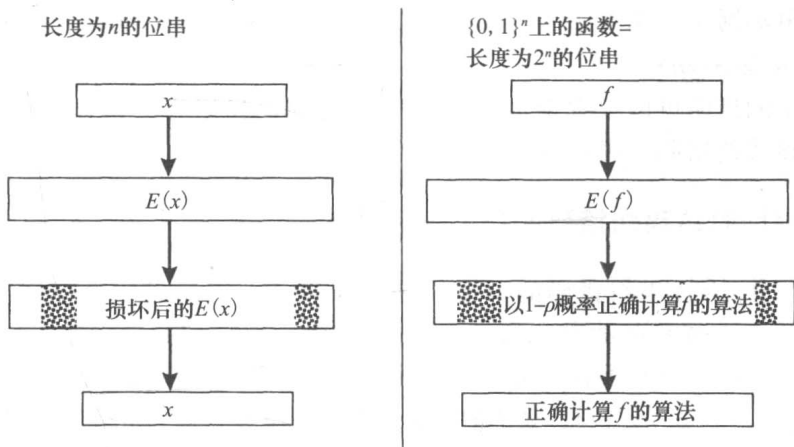 长度为n的位串
x
E(x)
损坏后的E(x)
x
{0, 1}ⁿ上的函数=
长度为2ⁿ的位串
f
E(f)
以1-ρ概率正确计算f的算法
正确计算f的算法